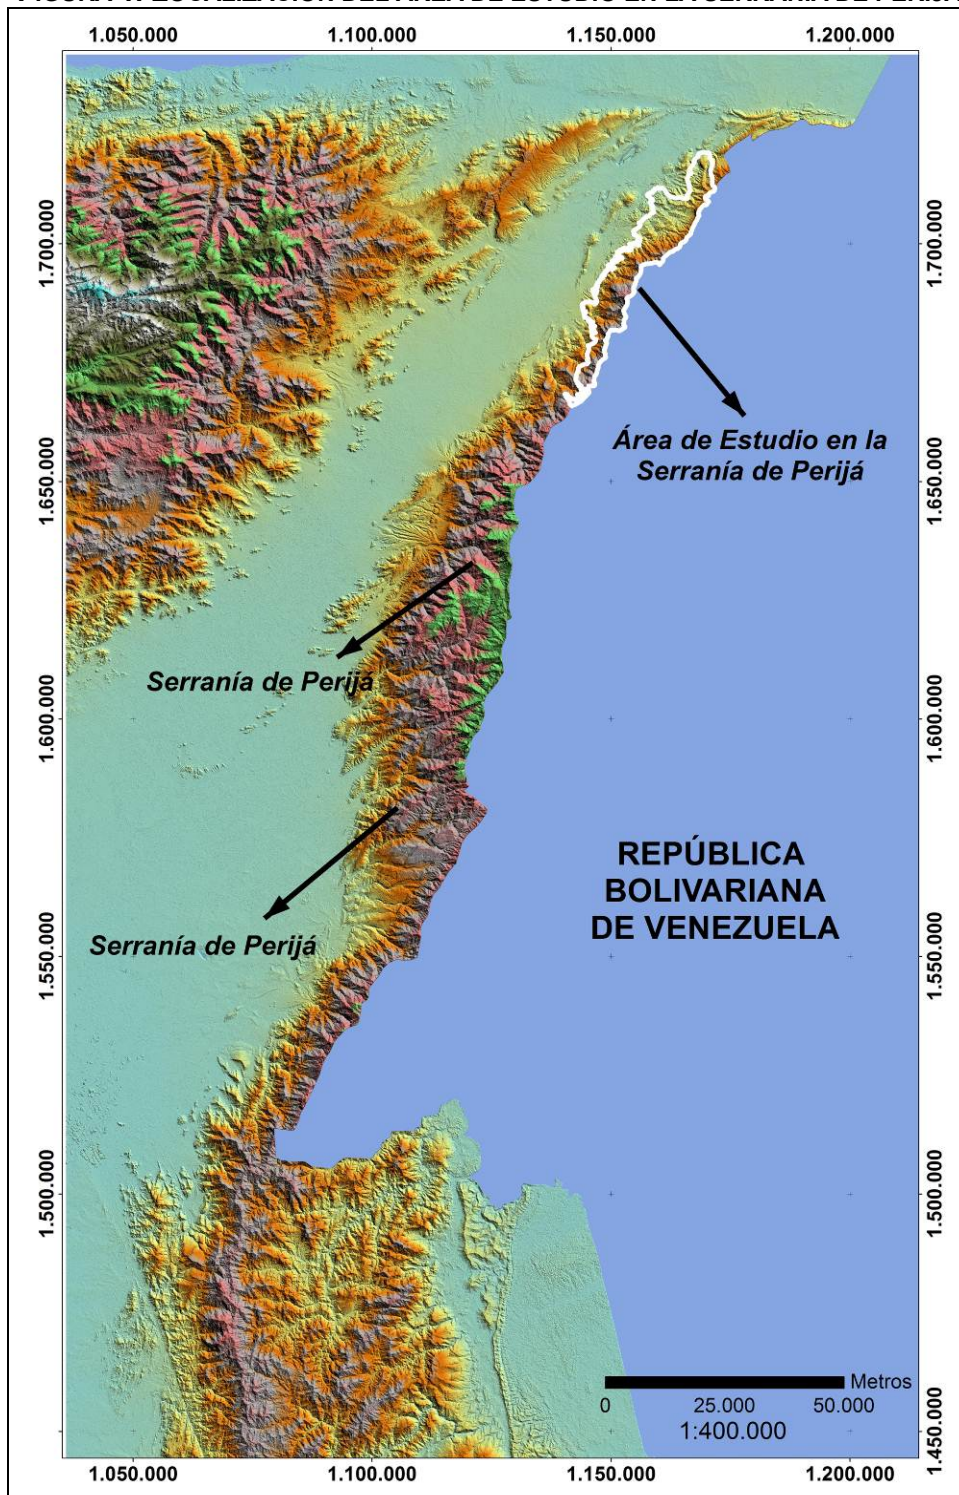 1.050.000 1.100.000 1.150.000 1.200.000
1.700.000 1.700.000
Área de Estudio en la
Serranía de Perijá
1.650.000 1.650.000
Serranía de Perijá
1.600.000 1.600.000
REPÚBLICA
BOLIVARIANA
DE VENEZUELA
Serranía de Perijá
1.550.000 1.550.000
1.500.000 1.500.000
Metros
0 25.000 50.000
1:400.000
1.450.000 1.450.000
1.050.000 1.100.000 1.150.000 1.200.000